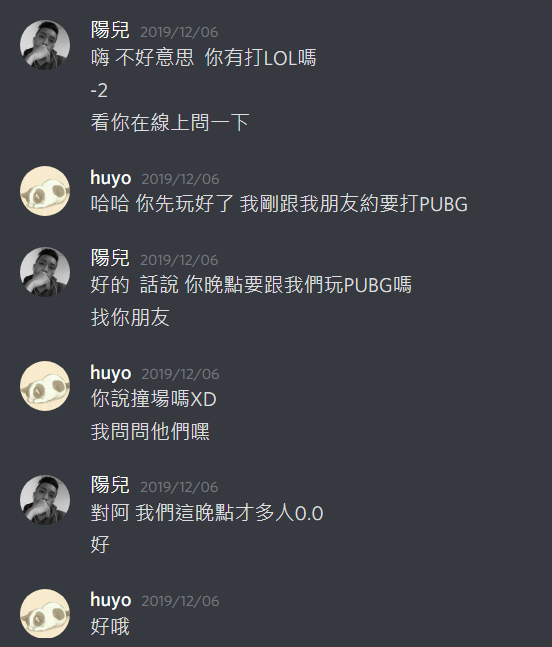 陽兒 2019/12/06
嗨 不好意思 你有打LOL嗎
-2
看你在線上問一下
huyo 2019/12/06
哈哈 你先玩好了 我剛跟我朋友約要打PUBG
陽兒 2019/12/06
好的 話說 你晚點要跟我們玩PUBG嗎
找你朋友
huyo 2019/12/06
你說撞場嗎XD
我問問他們嘿
陽兒 2019/12/06
對阿 我們這晚點才多人0.0
好
huyo 2019/12/06
好哦